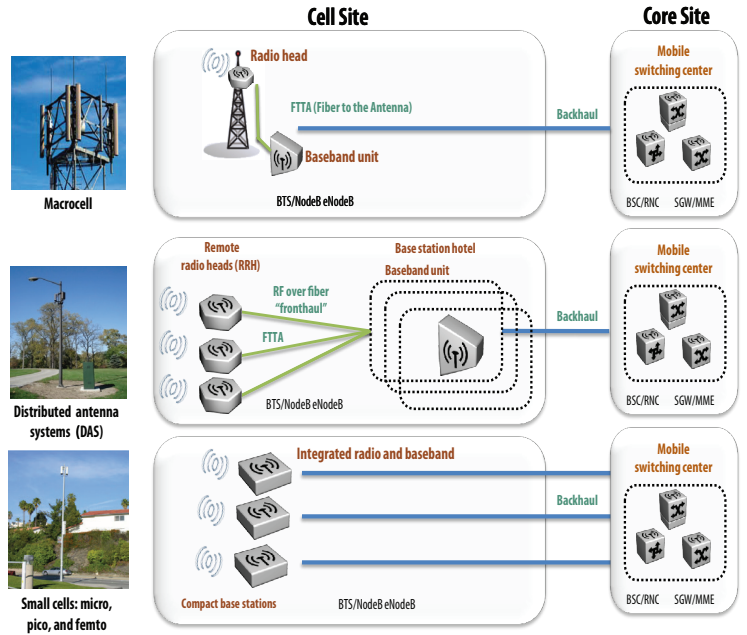 Cell Site
Core Site
Radio head
FTTA (Fiber to the Antenna)
Baseband unit
BTS/NodeB eNodeB
Backhaul
Mobile
switching center
BSC/RNC SGW/MME
Macrocell
Remote
radio heads (RRH)
RF over fiber
“fronthaul”
FTTA
Base station hotel
Baseband unit
BTS/NodeB eNodeB
Backhaul
Mobile
switching center
BSC/RNC SGW/MME
Distributed antenna
systems (DAS)
Integrated radio and baseband
Compact base stations
BTS/NodeB eNodeB
Backhaul
Mobile
switching center
BSC/RNC SGW/MME
Small cells: micro,
pico, and femto